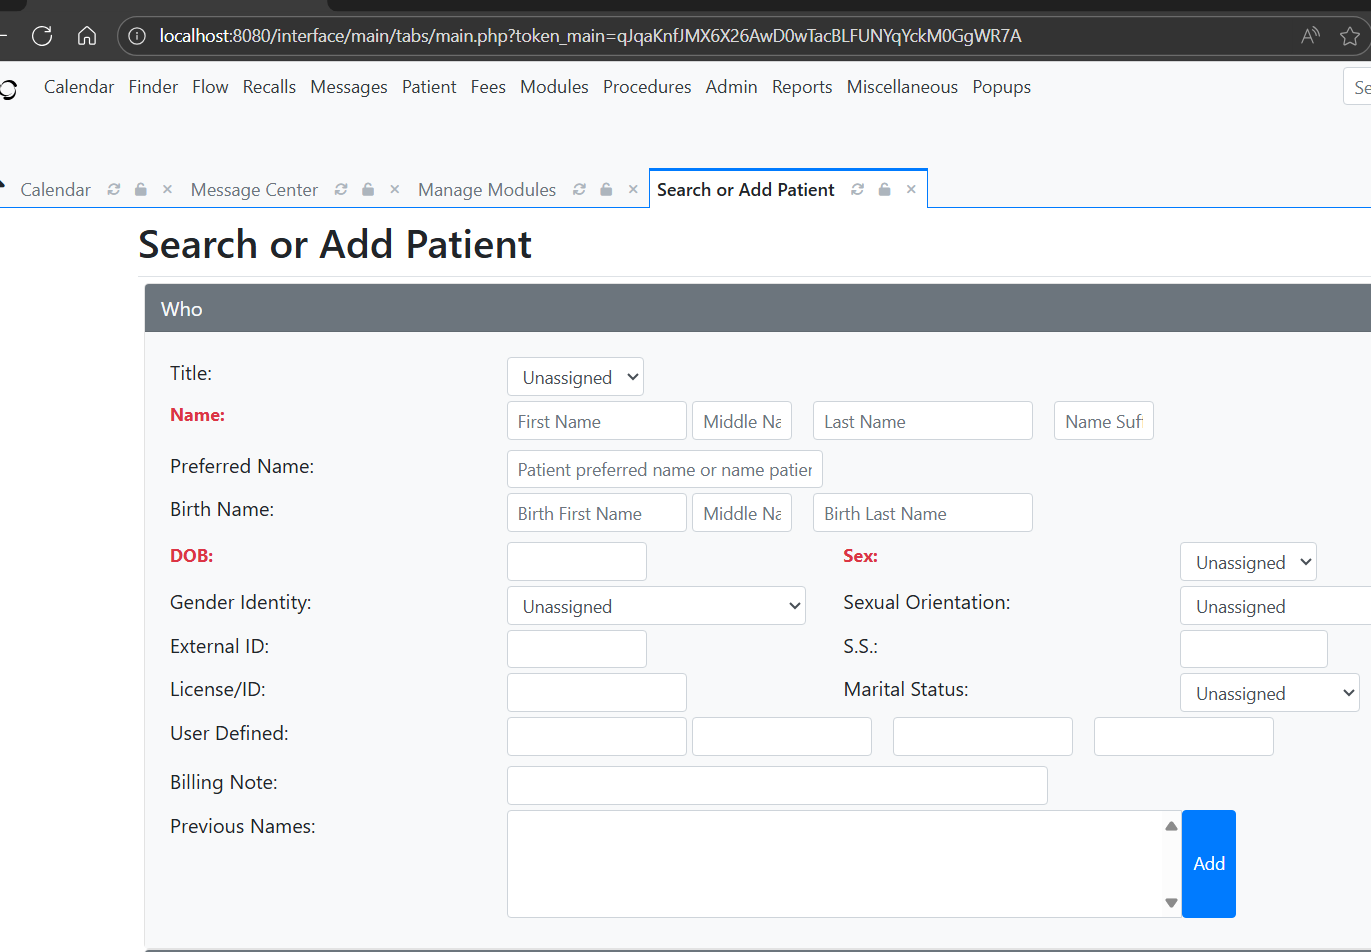 localhost:8080/interface/main/tabs/main.php?token_main=qJqaKnfJMX6X26AwD0wTacBLFUNYqYckM0GgWR7A
Calendar Finder Flow Recalls Messages Patient Fees Modules Procedures Admin Reports Miscellaneous Popups Se
Calendar Message Center Manage Modules Search or Add Patient
Search or Add Patient
Who
Title: Unassigned
Name: First Name Middle Na Last Name Name Suf
Preferred Name: Patient preferred name or name patien
Birth Name: Birth First Name Middle Na Birth Last Name
DOB: Sex: Unassigned
Gender Identity: Unassigned Sexual Orientation: Unassigned
External ID: S.S.:
License/ID: Marital Status: Unassigned
User Defined:
Billing Note:
Previous Names:
Add